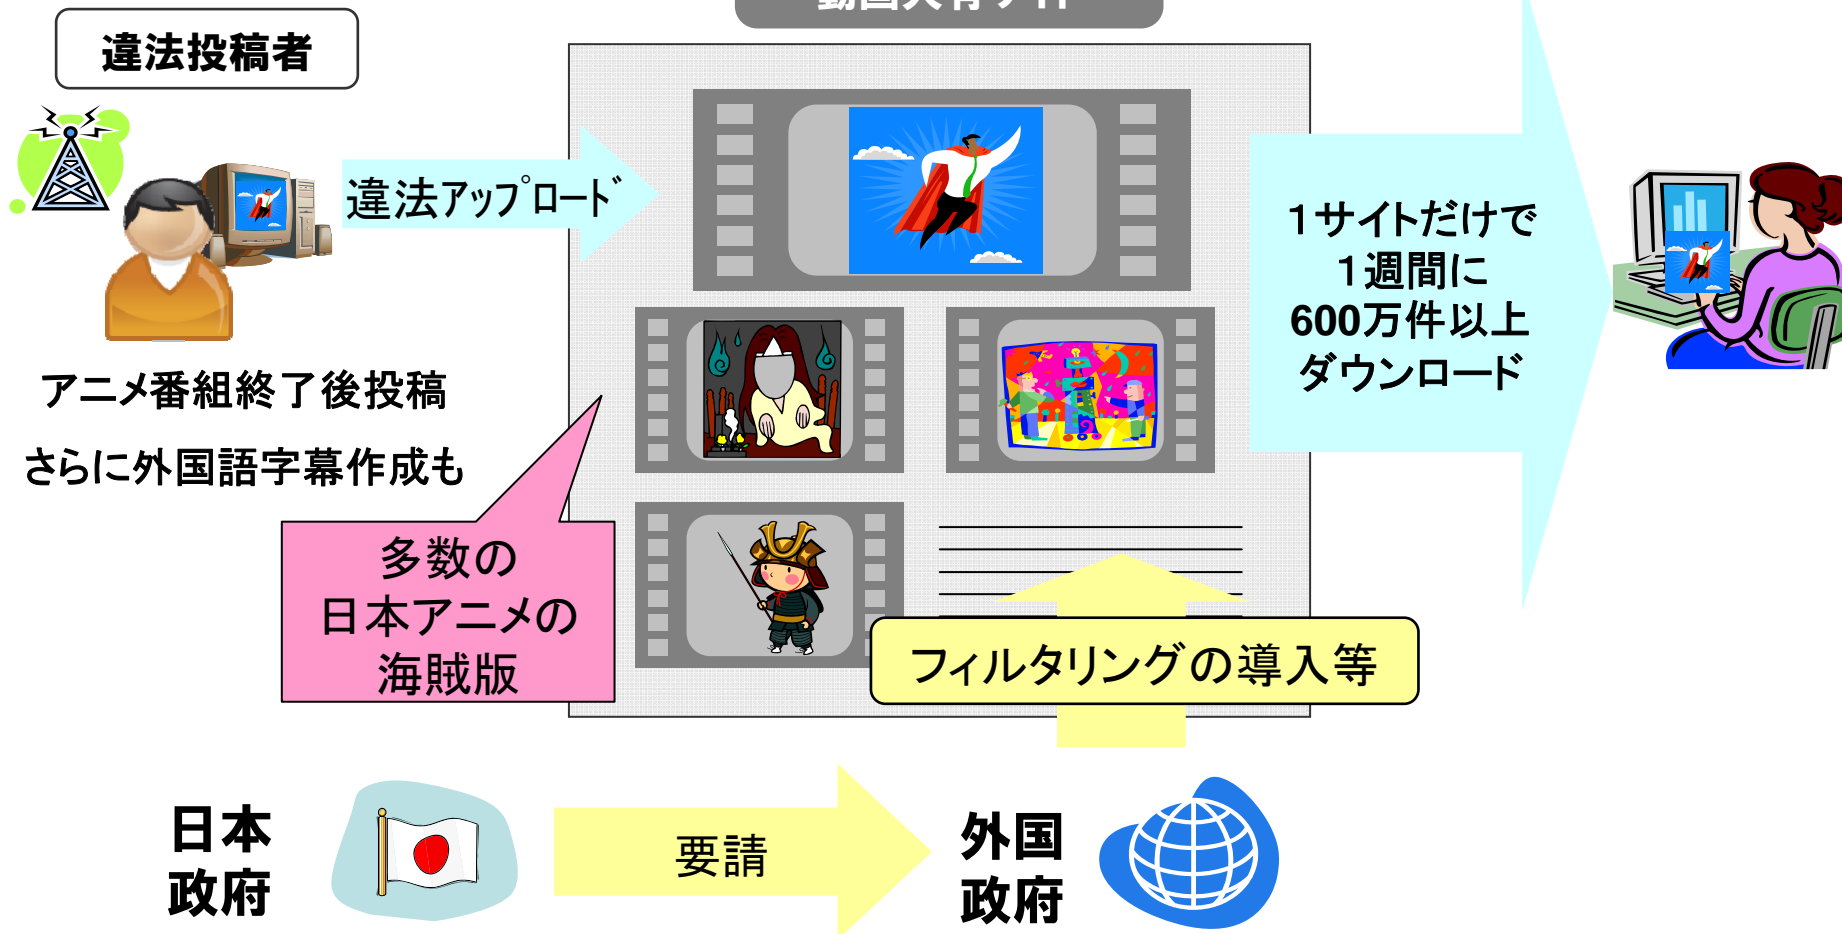 違法投稿者
違法アップロード
アニメ番組終了後投稿
さらに外国語字幕作成も
多数の
日本アニメの
海賊版
1サイトだけで
1週間に
600万件以上
ダウンロード
フィルタリングの導入等
日本
政府
要請
外国
政府